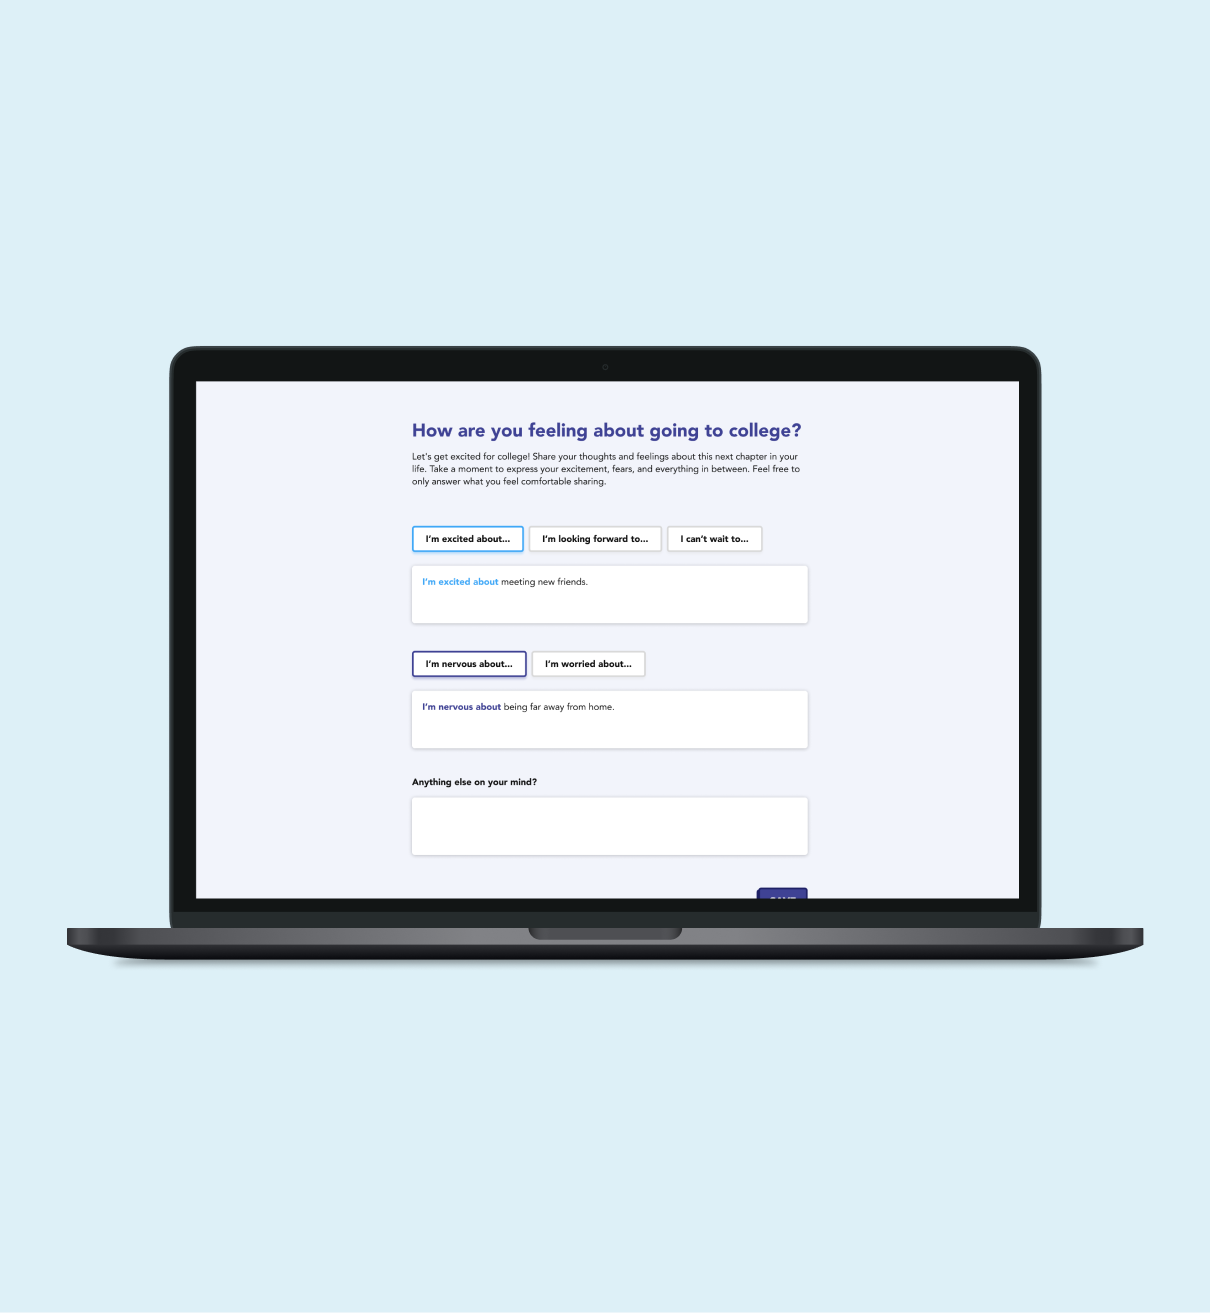 How are you feeling about going to college?
Let's get excited for college! Share your thoughts and feelings about this next chapter in your
life. Take a moment to express your excitement, fears, and everything in between. Feel free to
only answer what you feel comfortable sharing.
I'm excited about... I'm looking forward to... I can't wait to...
I'm excited about meeting new friends.
I'm nervous about... I'm worried about...
I'm nervous about being far away from home.
Anything else on your mind?